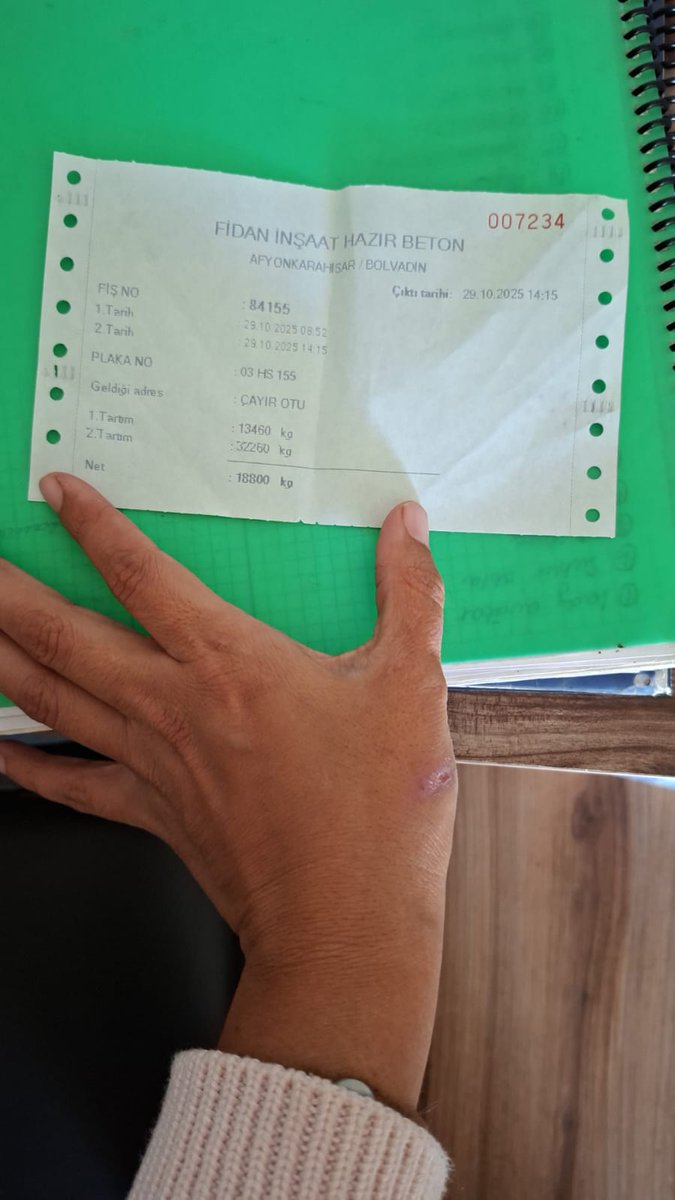 007234
FİDAN İNŞAAT HAZIR BETON
AFYONKARAHİSAR / BOLVADİN
Çıktı tarihi: 29.10.2025 14:15
FİŞ NO : 84155
1.Tarih : 29.10.2025 08:52
2.Tarih : 29.10.2025 14:15
PLAKA NO : 03 HS 155
Geldiği adres : ÇAYIR OTU
1.Tartım : 13460 kg
2.Tartım : 32260 kg
Net : 18800 kg